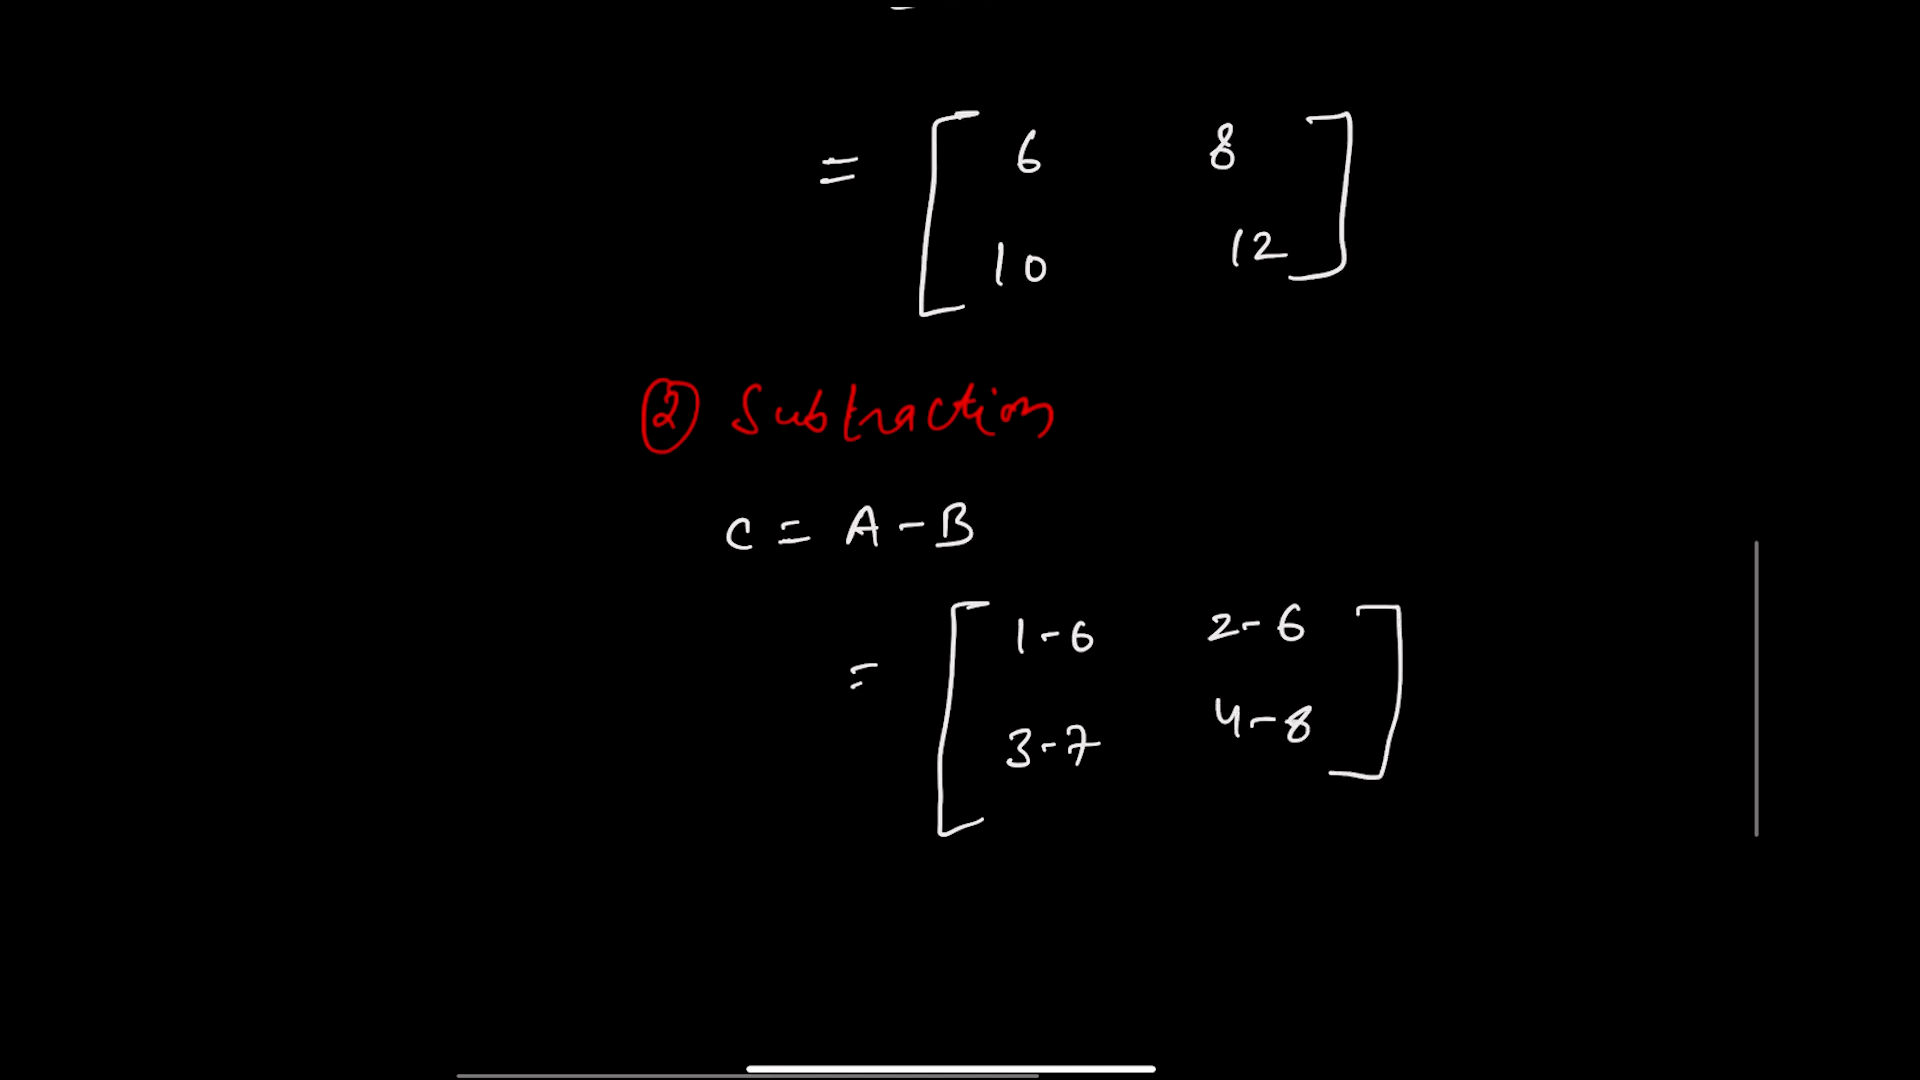 = [ 6 8
10 12 ]
② Subtraction
C = A - B
= [ 1-6 2-6
3-7 4-8 ]